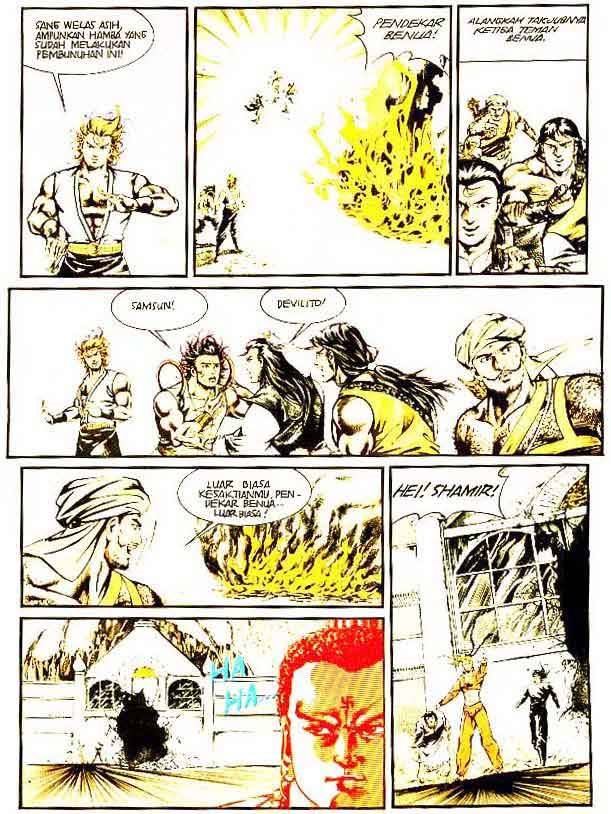 SANG WELAS ASIH,
AMPUNKAN HAMBA YANG
SUDAH MELAKUKAN
PEMBUNUHAN INI!
PENDEKAR
BENUA!
ALANGKAH TAKJUBNYA
KETIGA TEMAN
BENUA.
SAMSUN!
DEVILITO!
LUAR BIASA
KESAKTIANMU, PEN-
DEKAR BENUA...
LUAR BIASA!
HEI! SHAMIR!
HA
HA